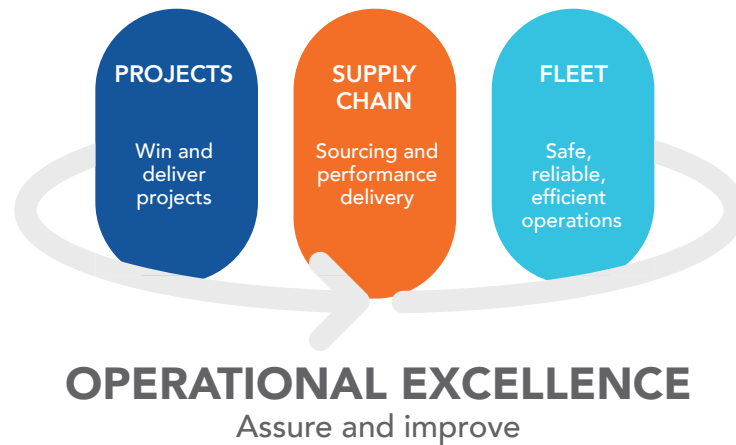 PROJECTS
Win and
deliver
projects
SUPPLY
CHAIN
Sourcing and
performance
delivery
FLEET
Safe,
reliable,
efficient
operations
OPERATIONAL EXCELLENCE
Assure and improve